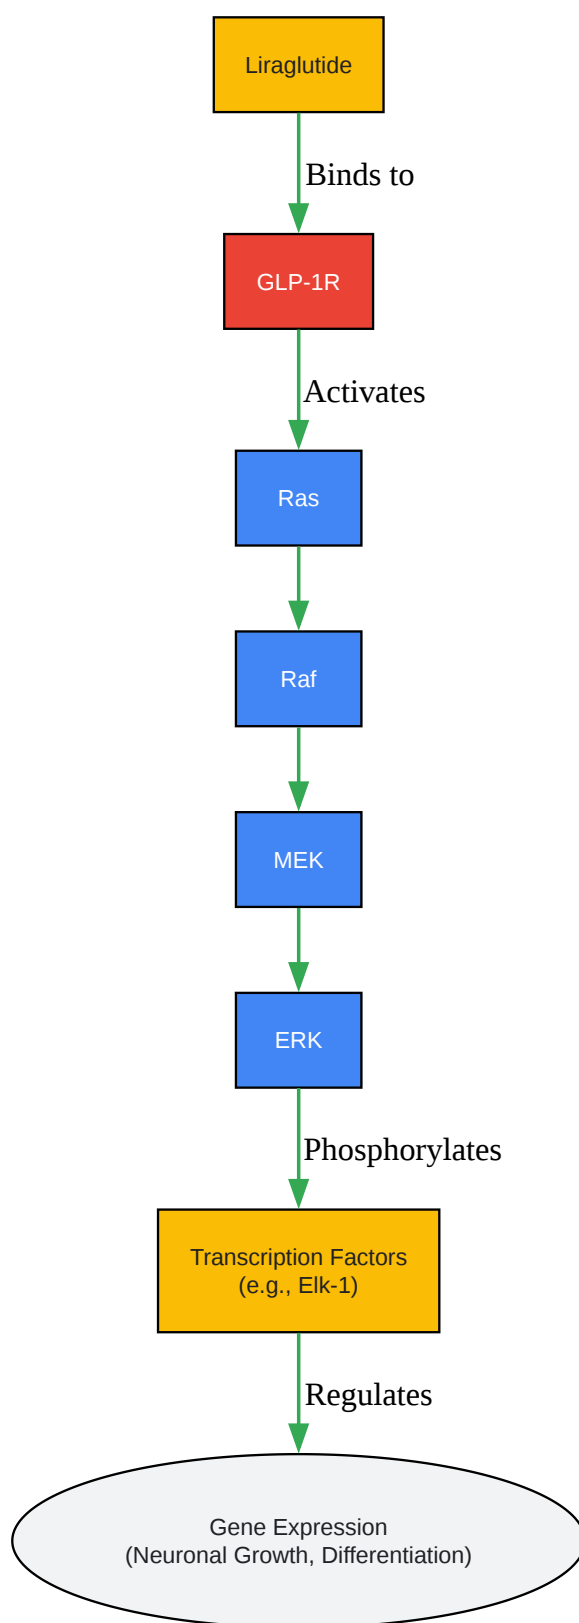 Liraglutide
Binds to
GLP-1R
Activates
Ras
Raf
MEK
ERK
Phosphorylates
Transcription Factors
(e.g., Elk-1)
Regulates
Gene Expression
(Neuronal Growth, Differentiation)